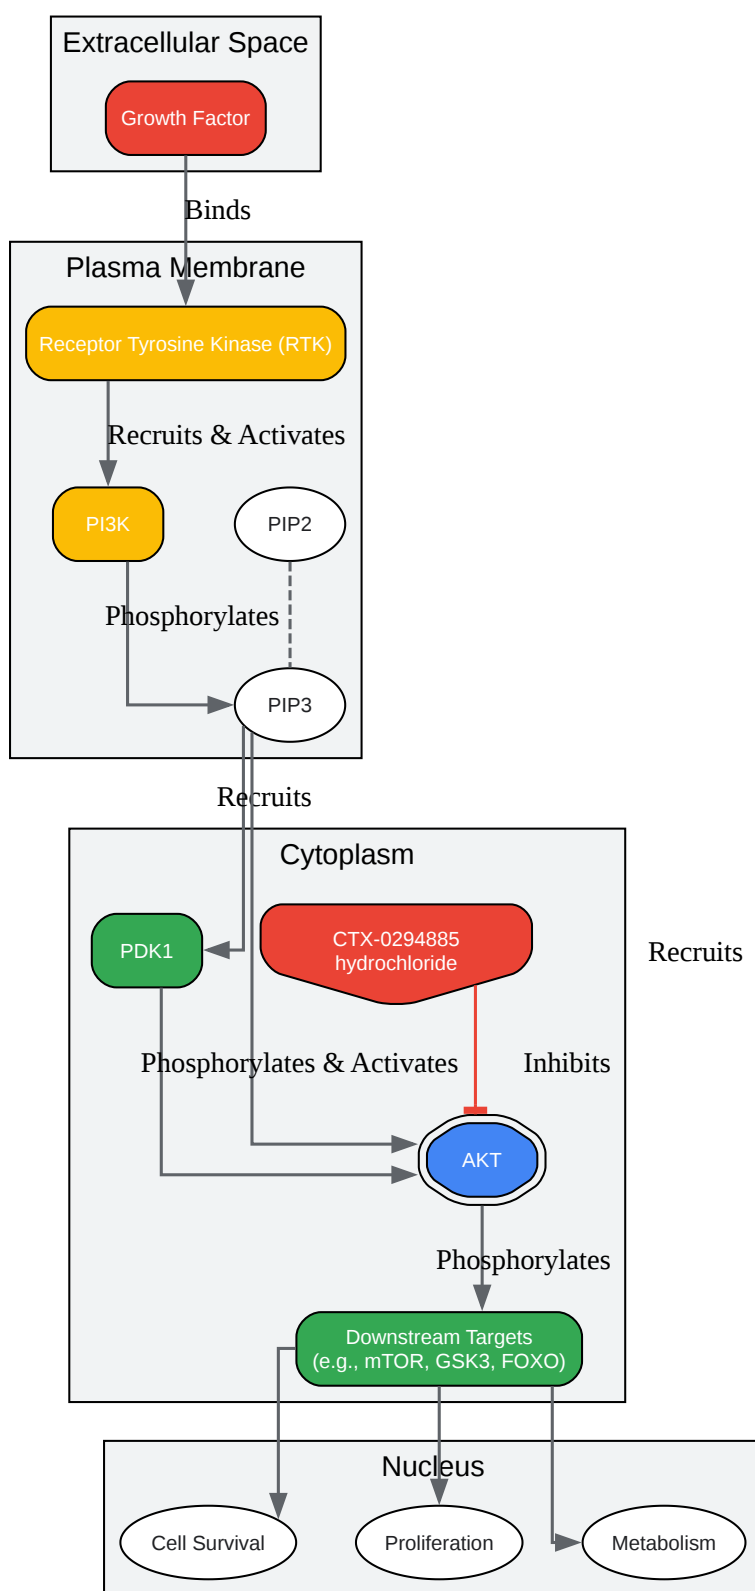 Extracellular Space
Growth Factor
Binds
Plasma Membrane
Receptor Tyrosine Kinase (RTK)
Recruits & Activates
PI3K
PIP2
Phosphorylates
PIP3
Recruits
Cytoplasm
PDK1
CTX-0294885
hydrochloride
Recruits
Phosphorylates & Activates
Inhibits
AKT
Phosphorylates
Downstream Targets
(e.g., mTOR, GSK3, FOXO)
Nucleus
Cell Survival
Proliferation
Metabolism